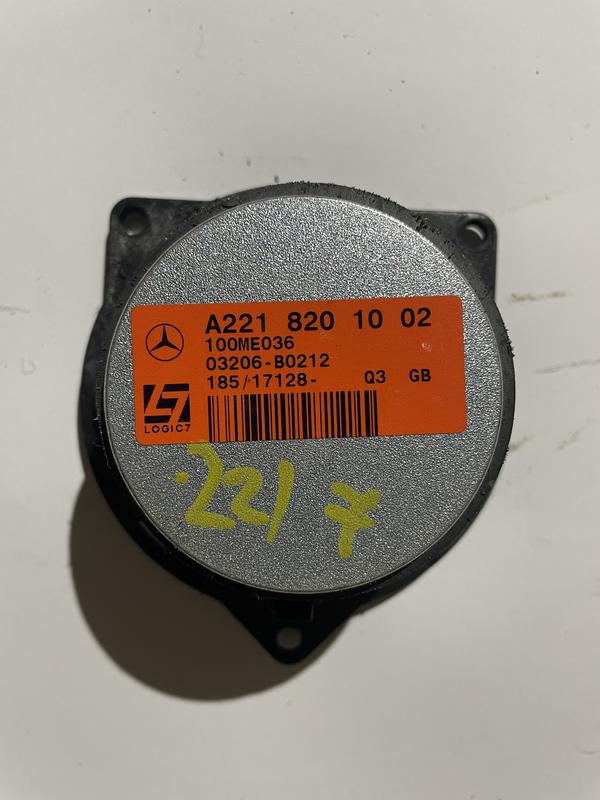 A221 820 10 02
100ME036
03206-B0212
185/17128- Q3 GB
LOGIC7
.221 7